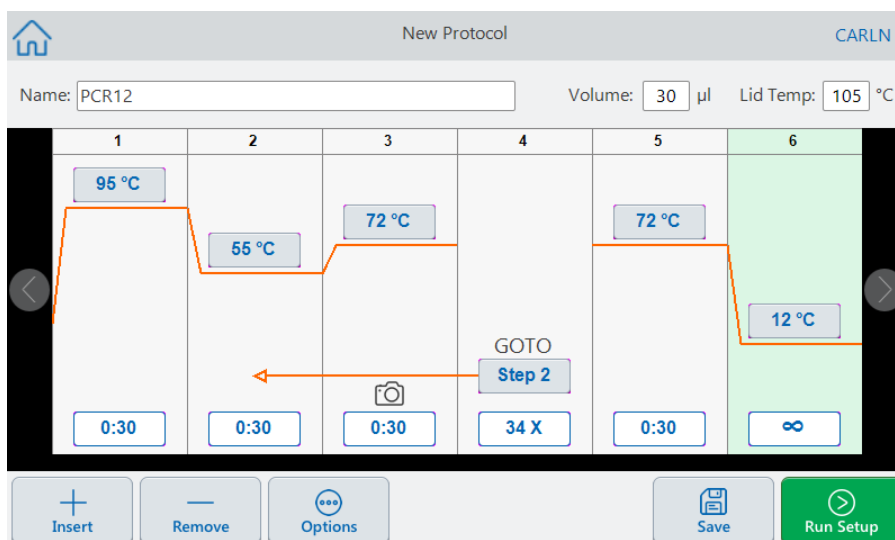 New Protocol
CARLN
Name: PCR12
Volume: 30 µl
Lid Temp: 105 °C
1 2 3 4 5 6
95 °C
72 °C
72 °C
55 °C
12 °C
GOTO
Step 2
0:30 0:30 0:30 34 X 0:30 ∞
Insert
Remove
Options
Save
Run Setup